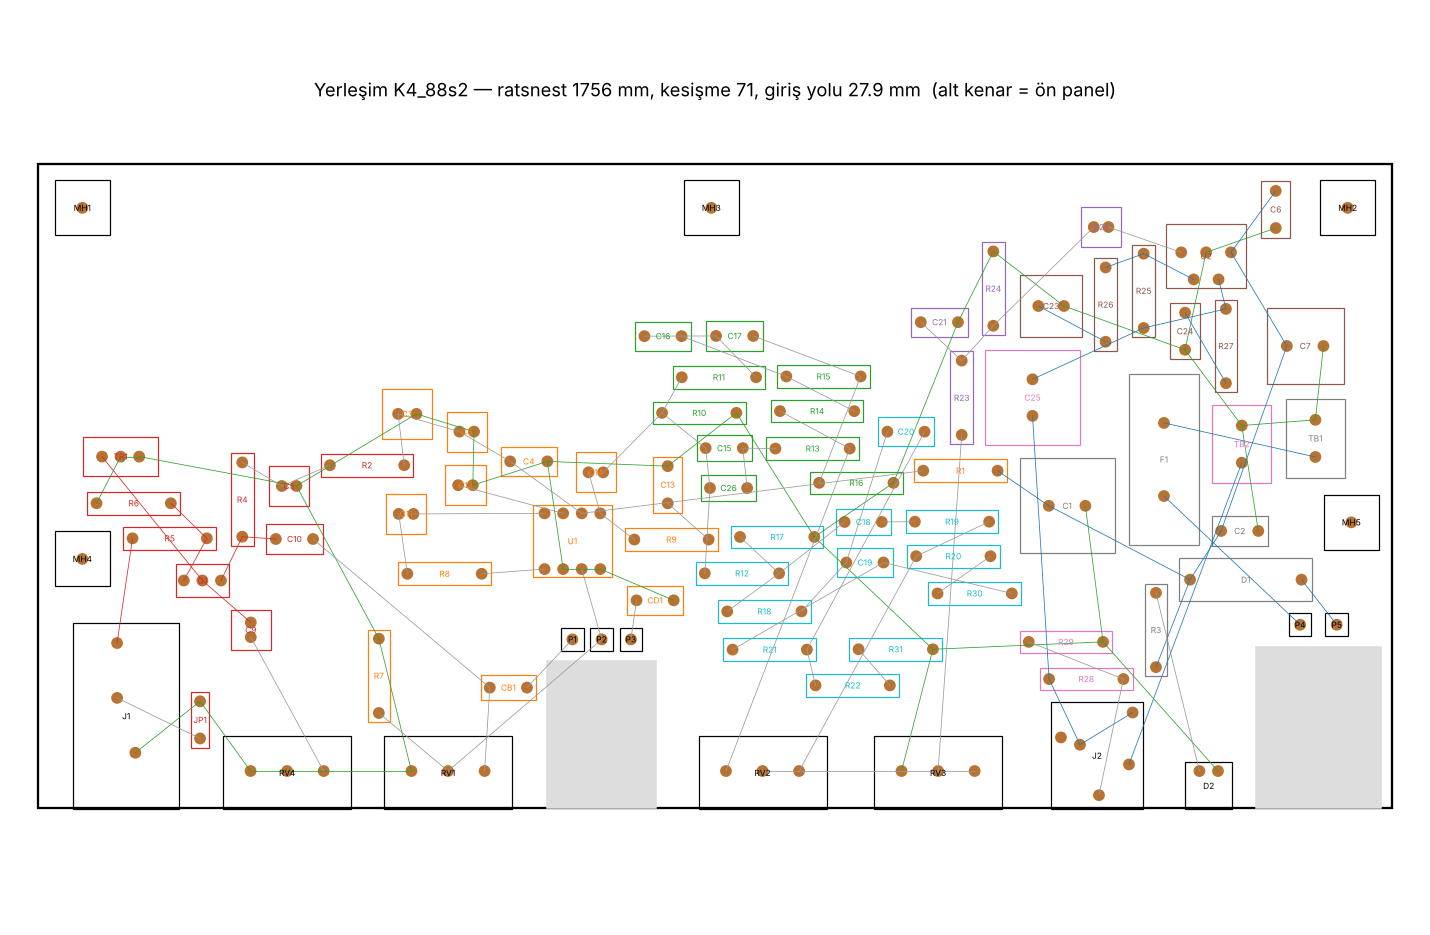 Yerleşim K4_88s2 — ratsnest 1756 mm, kesişme 71, giriş yolu 27.9 mm  (alt kenar = ön panel)
MH1
MH3
C6
MH2
R24
R25
R26
C23
C21
C24
R27
C7
C16
C17
R11
R15
R23
C25
R10
R14
TB2
TB1
C20
C15
R13
C4
R2
R1
F1
C13
C26
R16
R4
R6
C1
C18
R19
MH5
C2
R5
C10
U1
R9
R17
MH4
R20
C19
R8
R12
D1
R30
CD1
R18
P4
P5
C9
R3
P1
P2
P3
R29
R21
R31
R7
CB1
R22
R28
J1
JP1
J2
RV4
RV1
RV2
RV3
D2